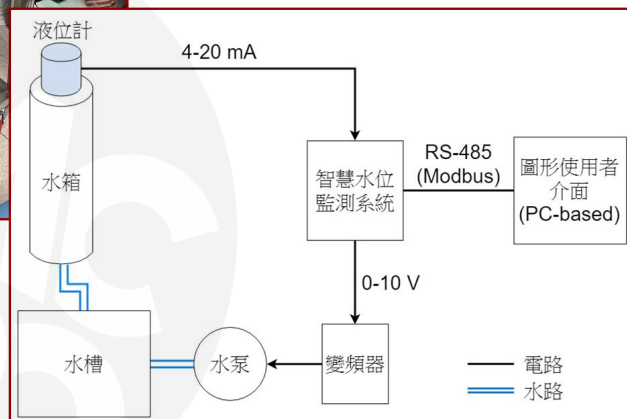 液位計
4-20 mA
水箱
智慧水位
監測系統
RS-485
(Modbus)
圖形使用者
介面
(PC-based)
0-10 V
水槽
水泵
變頻器
電路
水路